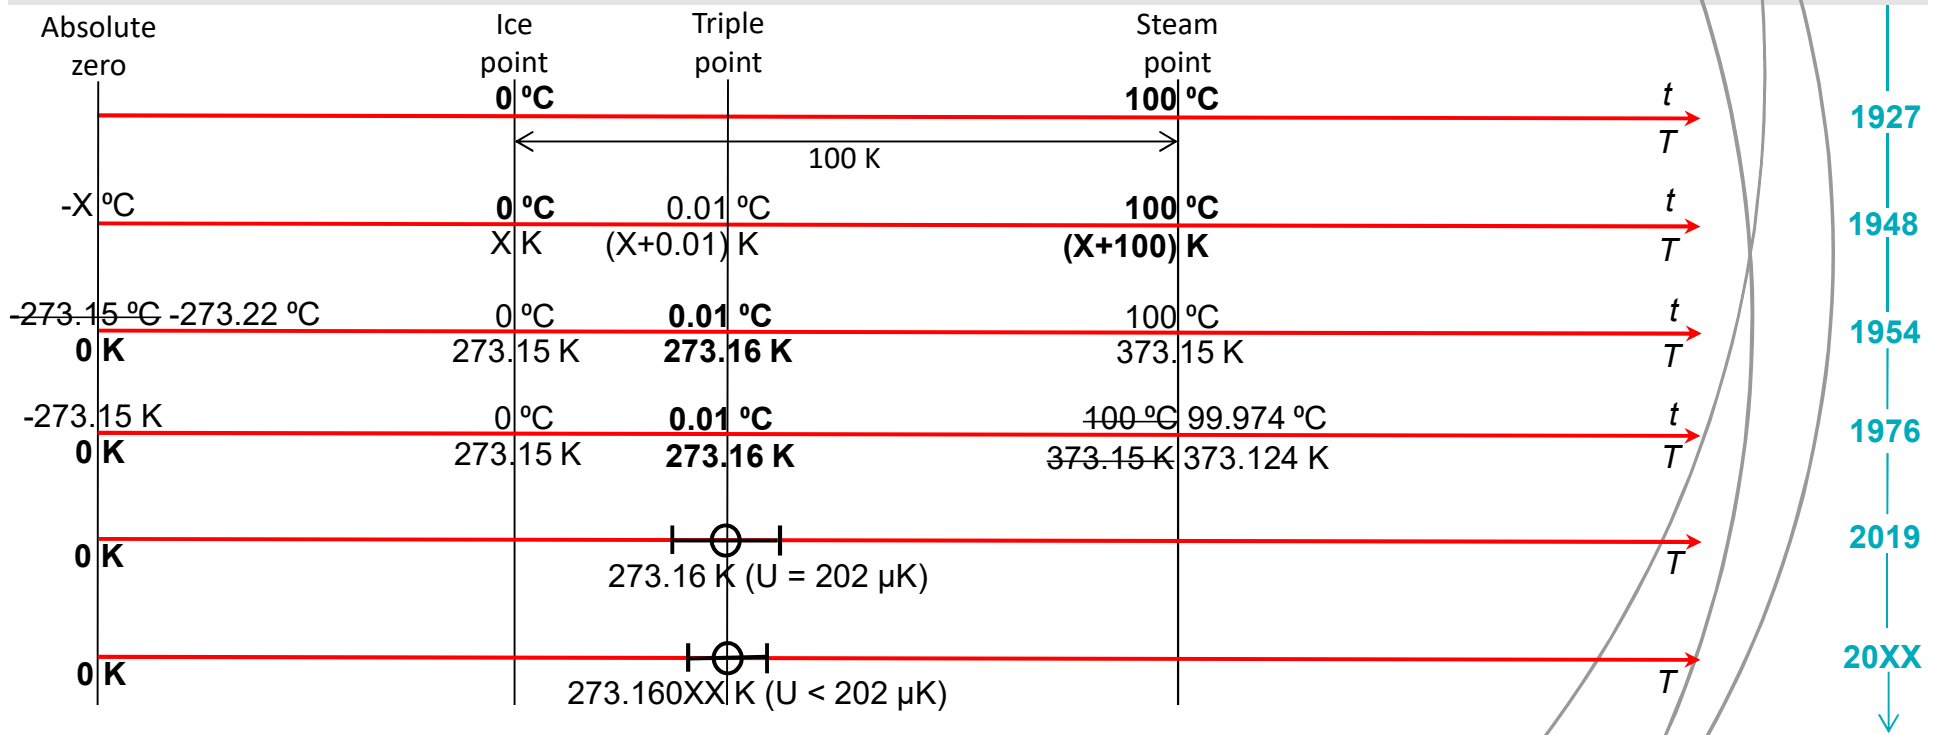 Absolute zero
Ice point
Triple point
Steam point
0 ºC
100 ºC
t
1927
100 K
T
-X ºC
0 ºC
0.01 ºC
100 ºC
t
1948
X K
(X+0.01) K
(X+100) K
T
-273.15 ºC -273.22 ºC
0 ºC
0.01 ºC
100 ºC
t
1954
0 K
273.15 K
273.16 K
373.15 K
T
-273.15 K
0 ºC
0.01 ºC
100 ºC 99.974 ºC
t
1976
0 K
273.15 K
273.16 K
373.15 K 373.124 K
T
2019
0 K
273.16 K (U = 202 µK)
T
20XX
0 K
273.160XX K (U < 202 µK)
T